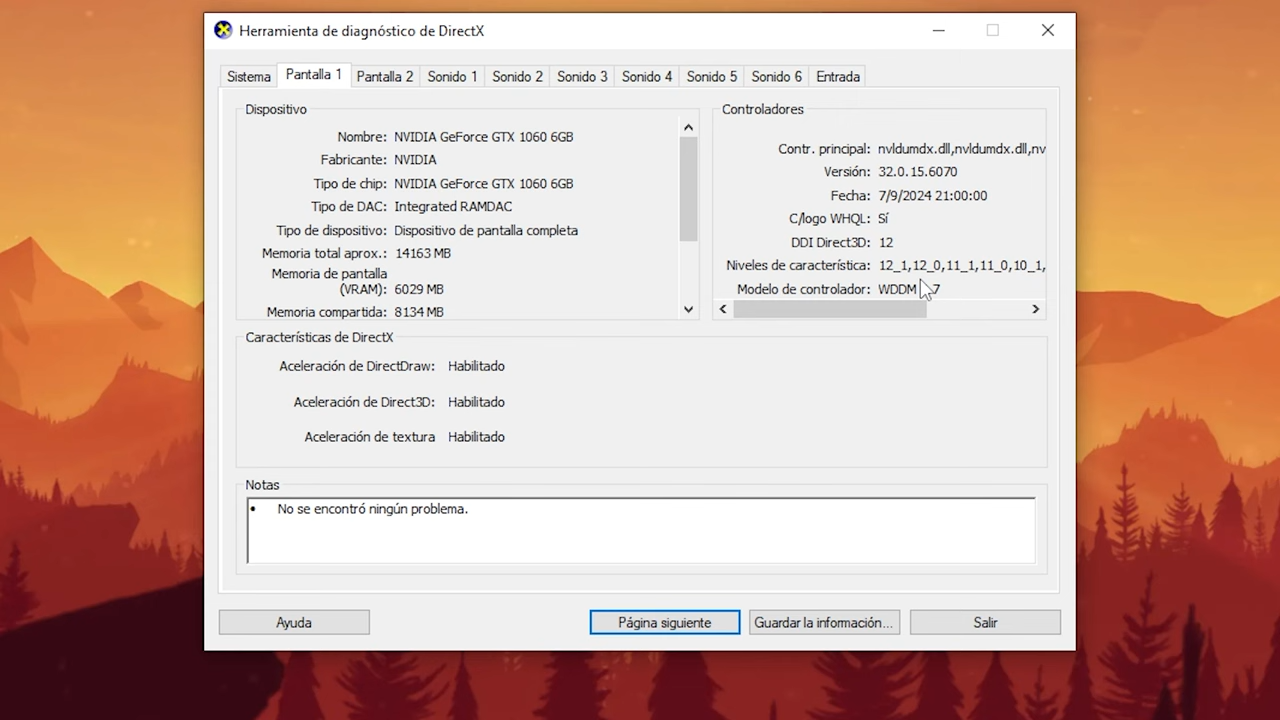 Herramienta de diagnóstico de DirectX
Sistema Pantalla 1 Pantalla 2 Sonido 1 Sonido 2 Sonido 3 Sonido 4 Sonido 5 Sonido 6 Entrada
Dispositivo
Nombre: NVIDIA GeForce GTX 1060 6GB
Fabricante: NVIDIA
Tipo de chip: NVIDIA GeForce GTX 1060 6GB
Tipo de DAC: Integrated RAMDAC
Tipo de dispositivo: Dispositivo de pantalla completa
Memoria total aprox.: 14163 MB
Memoria de pantalla
(VRAM): 6029 MB
Memoria compartida: 8134 MB
Controladores
Contr. principal: nvldumdx.dll,nvldumdx.dll,nv
Versión: 32.0.15.6070
Fecha: 7/9/2024 21:00:00
C/logo WHQL: Sí
DDI Direct3D: 12
Niveles de característica: 12_1,12_0,11_1,11_0,10_1,
Modelo de controlador: WDDM
Características de DirectX
Aceleración de DirectDraw: Habilitado
Aceleración de Direct3D: Habilitado
Aceleración de textura Habilitado
Notas
• No se encontró ningún problema.
Ayuda Página siguiente Guardar la información... Salir